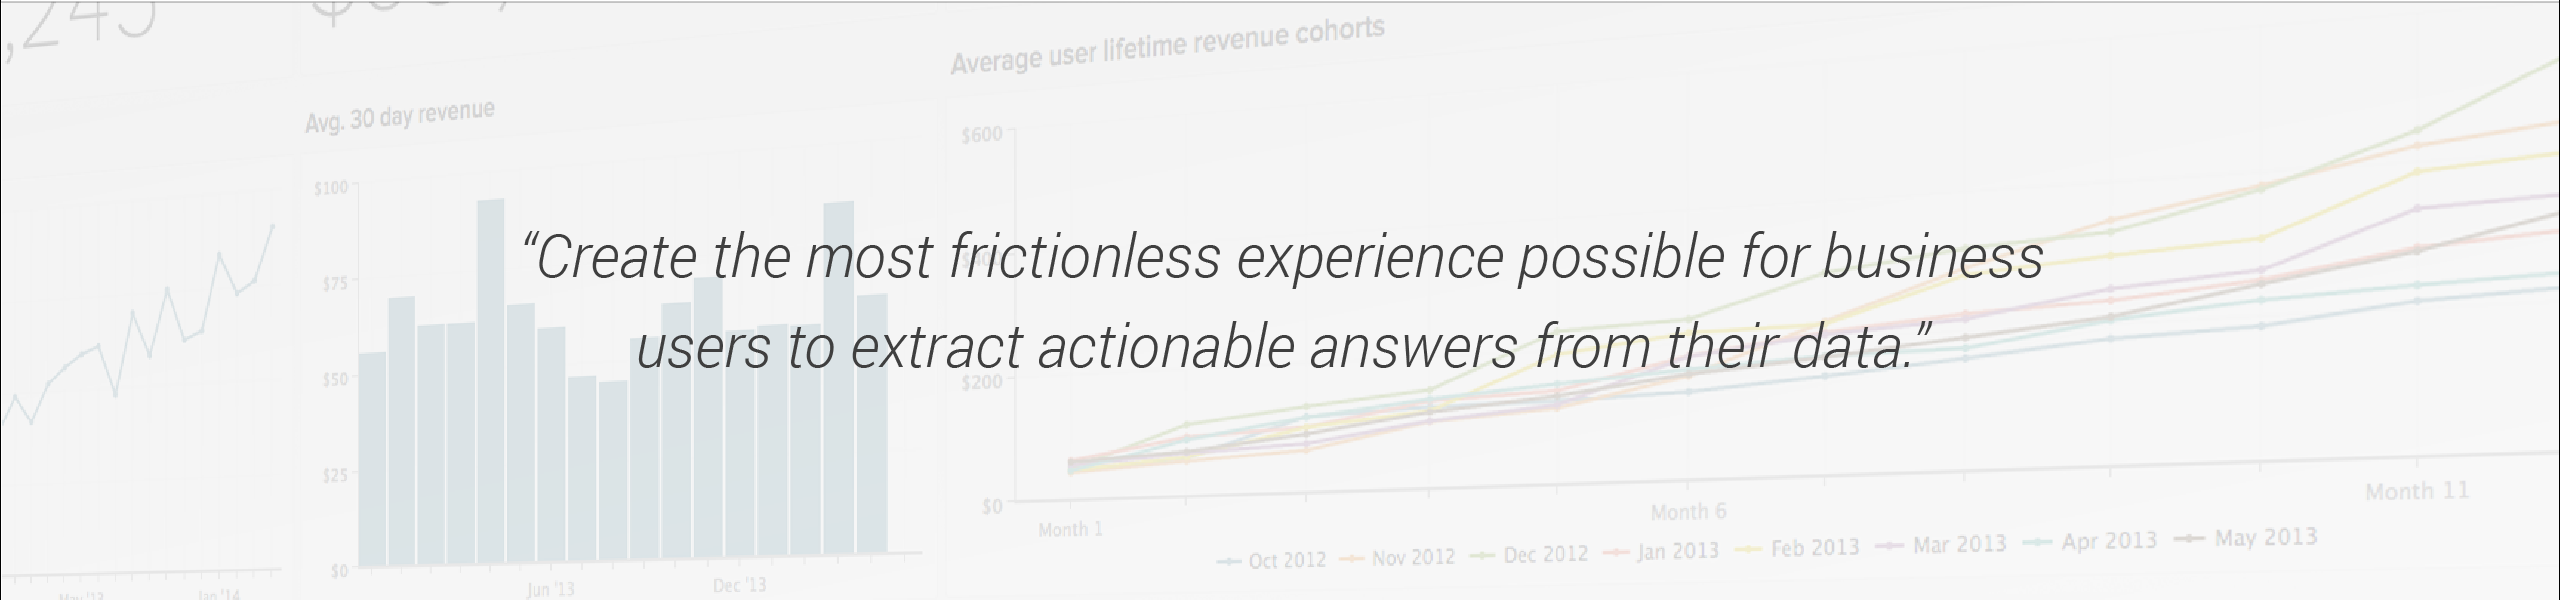 ,245
Average user lifetime revenue cohorts
Avg. 30 day revenue
$600
$100
“Create the most frictionless experience possible for business
$400
$75
users to extract actionable answers from their data.”
$50
$200
$25
$0
$0
Month 1
Month 6
Month 11
Oct 2012 Nov 2012 Dec 2012 Jan 2013 Feb 2013 Mar 2013 Apr 2013 May 2013
May '13 Jan '14 Jun '13 Dec '13